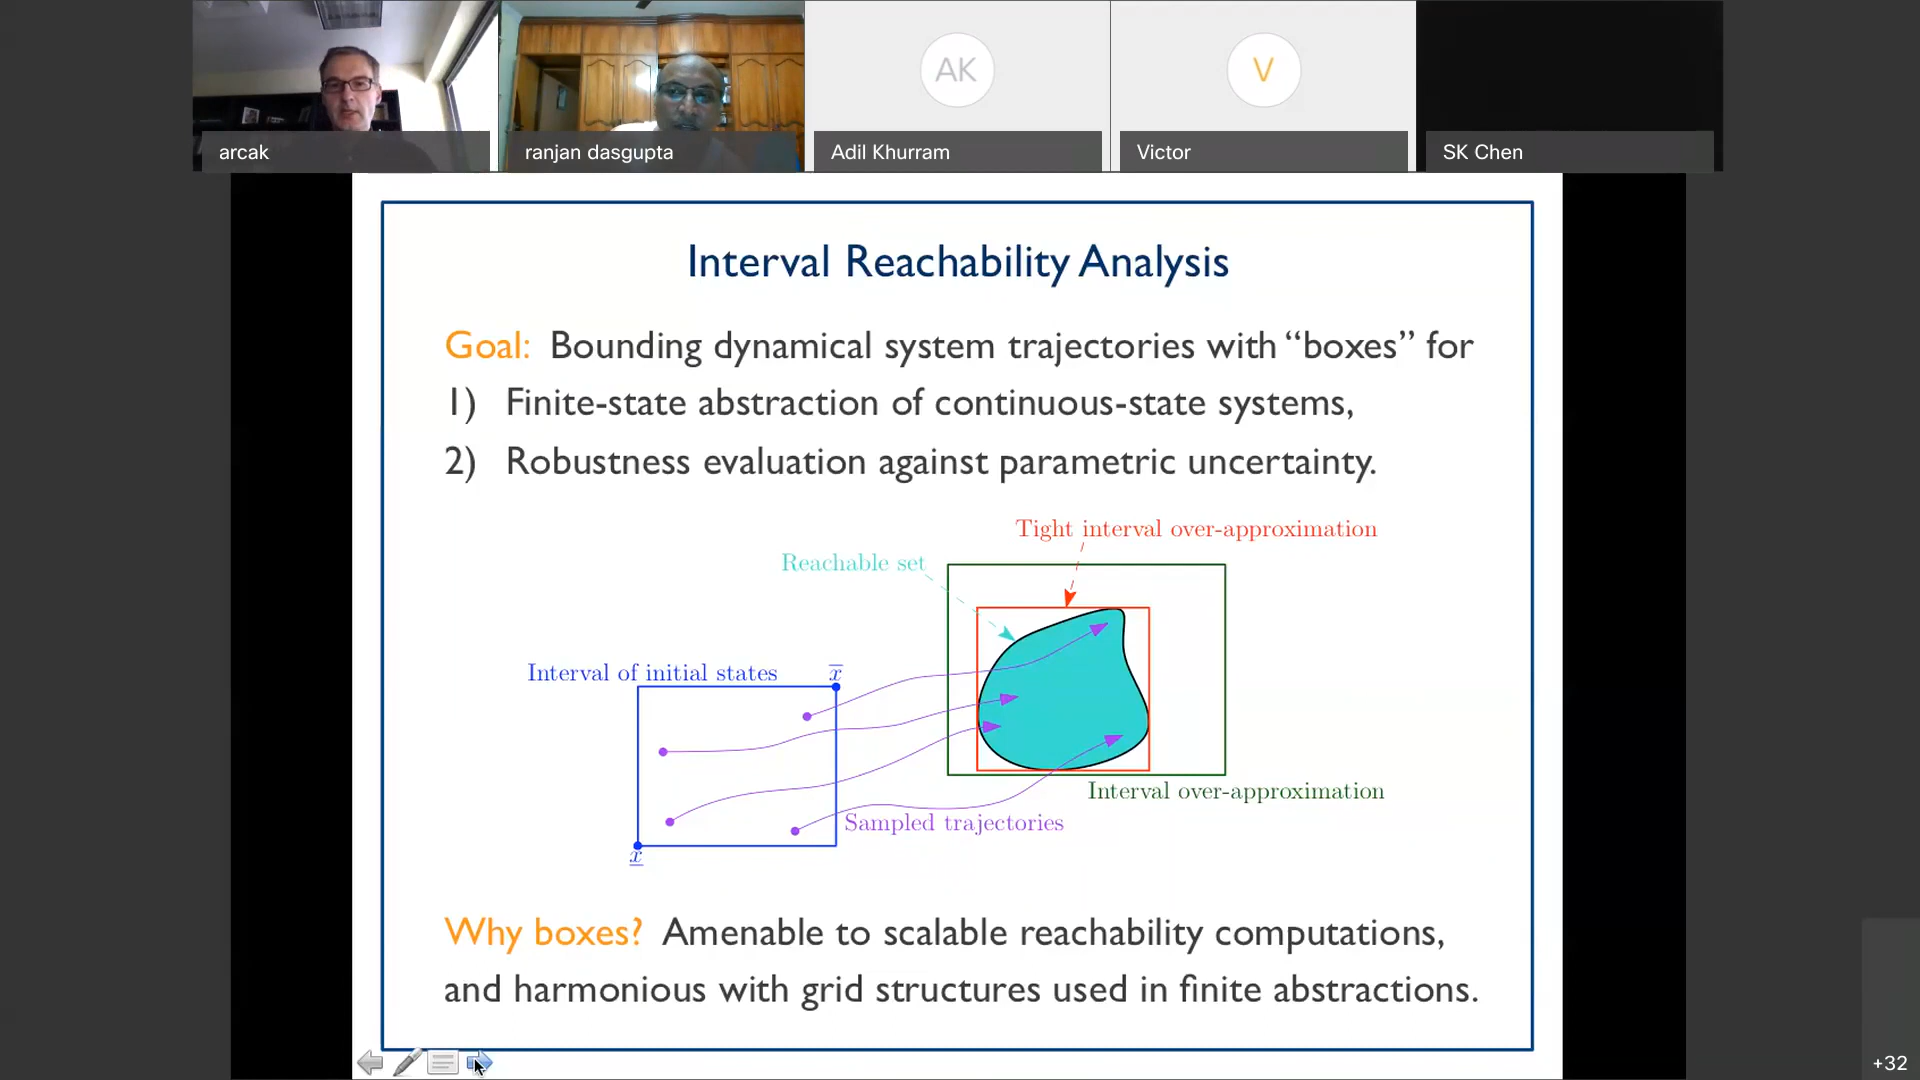 AK
V
arcak
ranjan dasgupta
Adil Khurram
Victor
SK Chen
Interval Reachability Analysis
Goal: Bounding dynamical system trajectories with “boxes” for
1) Finite-state abstraction of continuous-state systems,
2) Robustness evaluation against parametric uncertainty.
Tight interval over-approximation
Reachable set
Interval of initial states
x̅
Interval over-approximation
Sampled trajectories
x̲
Why boxes? Amenable to scalable reachability computations,
and harmonious with grid structures used in finite abstractions.
+32